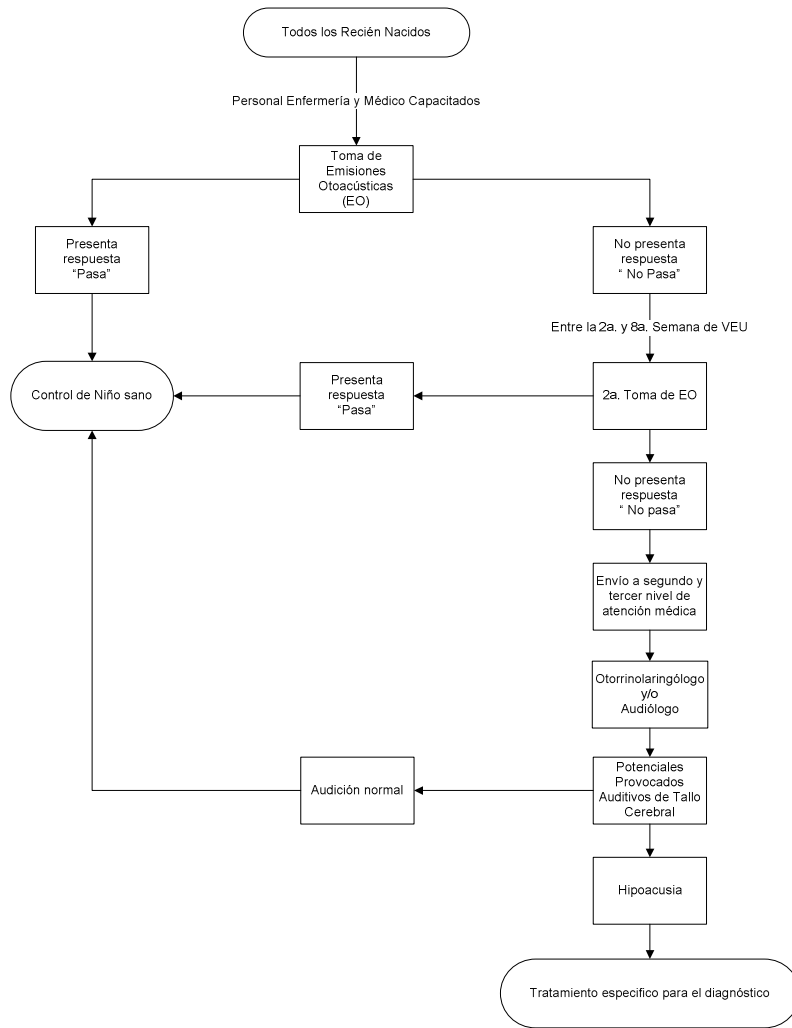 Todos los Recién Nacidos
Personal Enfermería y Médico Capacitados
Toma de
Emisiones
Otoacústicas
(EO)
Presenta
respuesta
“Pasa”
No presenta
respuesta
“ No Pasa”
Entre la 2a. y 8a. Semana de VEU
Control de Niño sano
Presenta
respuesta
“Pasa”
2a. Toma de EO
No presenta
respuesta
“ No pasa”
Envío a segundo y
tercer nivel de
atención médica
Otorrinolaringólogo
y/o
Audiólogo
Audición normal
Potenciales
Provocados
Auditivos de Tallo
Cerebral
Hipoacusia
Tratamiento especifico para el diagnóstico